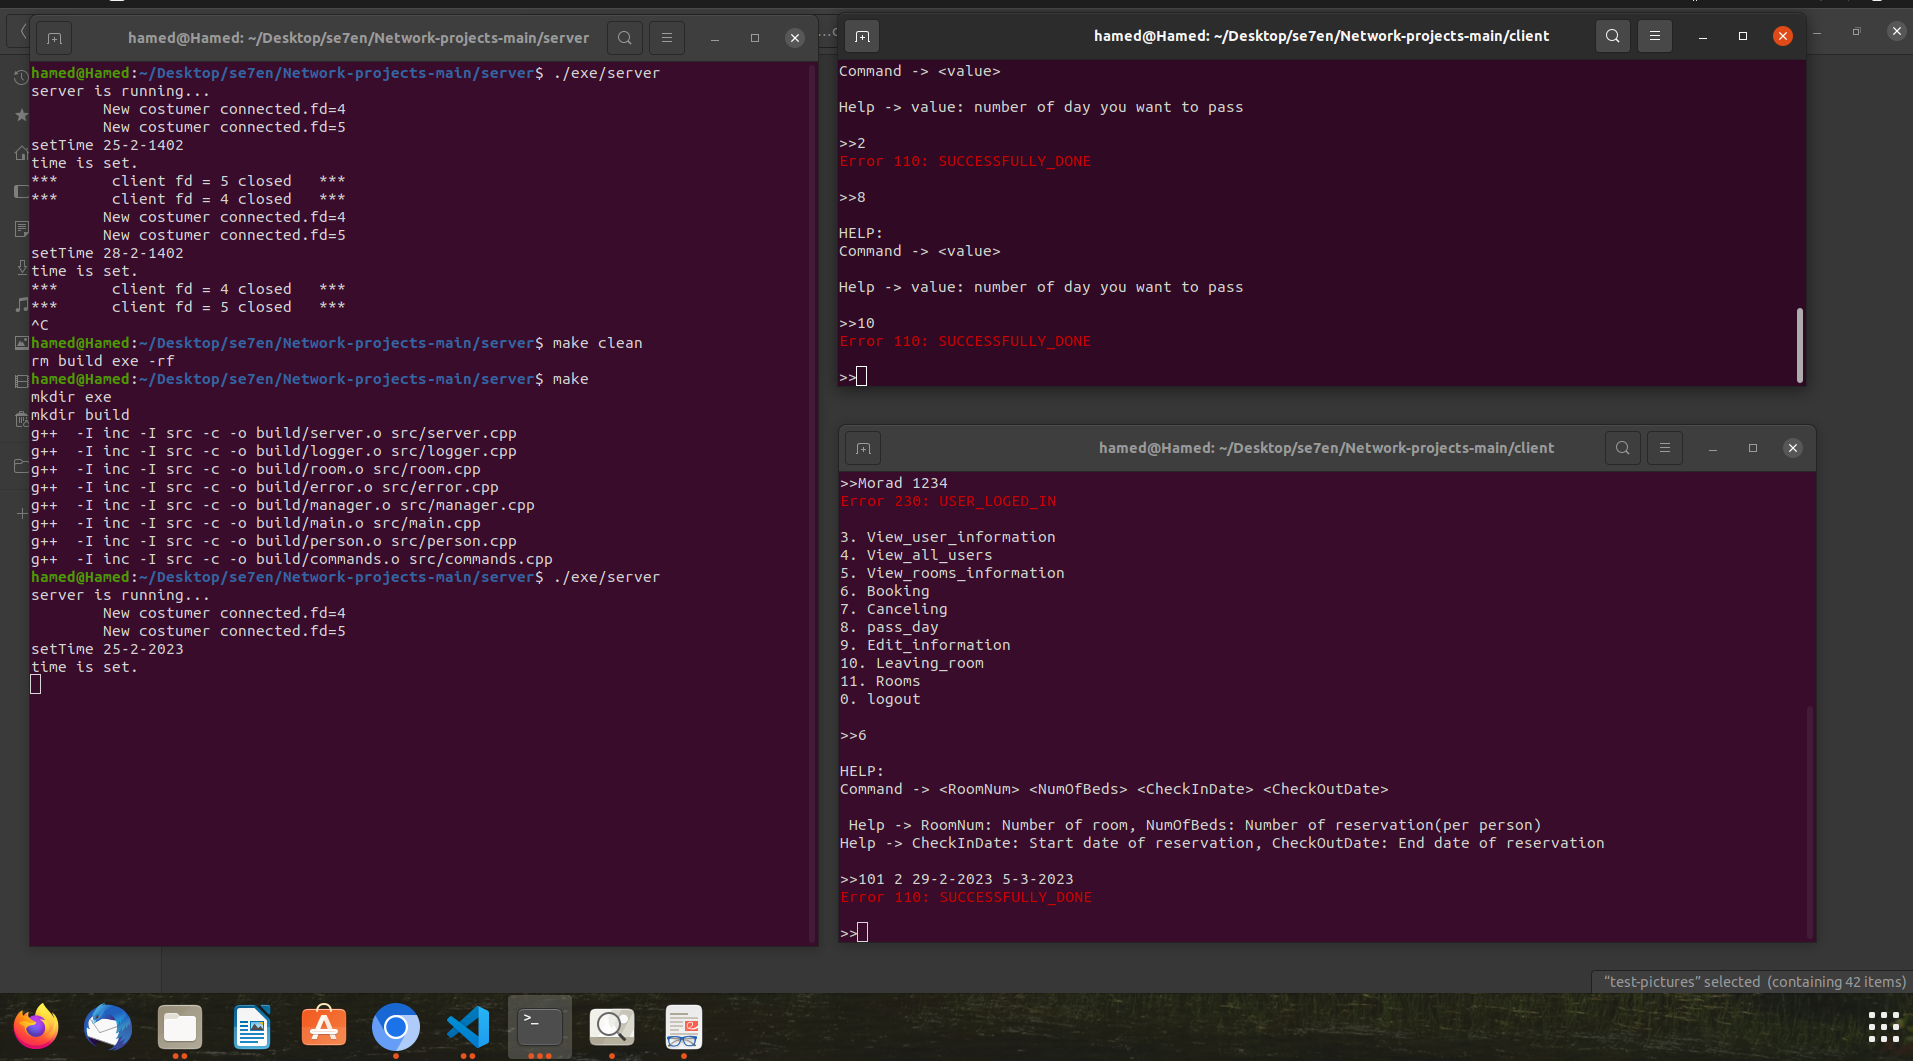 hamed@Hamed: ~/Desktop/se7en/Network-projects-main/server
hamed@Hamed:~/Desktop/se7en/Network-projects-main/server$ ./exe/server
server is running...
New costumer connected.fd=4
New costumer connected.fd=5
setTime 25-2-1402
time is set.
*** client fd = 5 closed ***
*** client fd = 4 closed ***
New costumer connected.fd=4
New costumer connected.fd=5
setTime 28-2-1402
time is set.
*** client fd = 4 closed ***
*** client fd = 5 closed ***
^C
hamed@Hamed:~/Desktop/se7en/Network-projects-main/server$ make clean
rm build exe -rf
hamed@Hamed:~/Desktop/se7en/Network-projects-main/server$ make
mkdir exe
mkdir build
g++  -I inc -I src -c -o build/server.o src/server.cpp
g++  -I inc -I src -c -o build/logger.o src/logger.cpp
g++  -I inc -I src -c -o build/room.o src/room.cpp
g++  -I inc -I src -c -o build/error.o src/error.cpp
g++  -I inc -I src -c -o build/manager.o src/manager.cpp
g++  -I inc -I src -c -o build/main.o src/main.cpp
g++  -I inc -I src -c -o build/person.o src/person.cpp
g++  -I inc -I src -c -o build/commands.o src/commands.cpp
hamed@Hamed:~/Desktop/se7en/Network-projects-main/server$ ./exe/server
server is running...
New costumer connected.fd=4
New costumer connected.fd=5
setTime 25-2-2023
time is set.
hamed@Hamed: ~/Desktop/se7en/Network-projects-main/client
Command -> <value>
Help -> value: number of day you want to pass
>>2
Error 110: SUCCESSFULLY_DONE
>>8
HELP:
Command -> <value>
Help -> value: number of day you want to pass
>>10
Error 110: SUCCESSFULLY_DONE
>>
hamed@Hamed: ~/Desktop/se7en/Network-projects-main/client
>>Morad 1234
Error 230: USER_LOGED_IN
3. View_user_information
4. View_all_users
5. View_rooms_information
6. Booking
7. Canceling
8. pass_day
9. Edit_information
10. Leaving_room
11. Rooms
0. logout
>>6
HELP:
Command -> <RoomNum> <NumOfBeds> <CheckInDate> <CheckOutDate>
Help -> RoomNum: Number of room, NumOfBeds: Number of reservation(per person)
Help -> CheckInDate: Start date of reservation, CheckOutDate: End date of reservation
>>101 2 29-2-2023 5-3-2023
Error 110: SUCCESSFULLY_DONE
>>
“test-pictures” selected (containing 42 items)